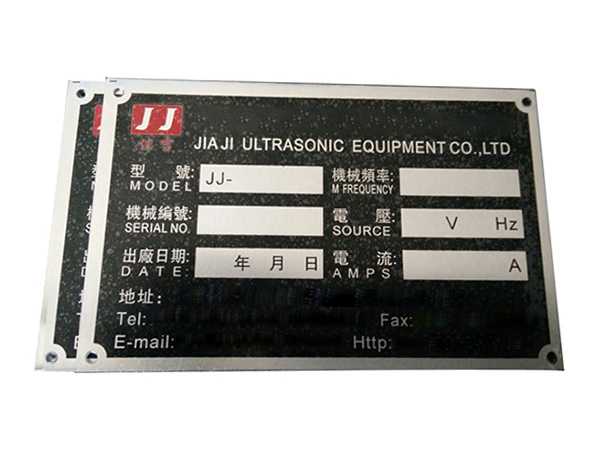 JJ
佳吉
JIAJI ULTRASONIC EQUIPMENT CO.,LTD
型 號: JJ- 機械頻率:
MODEL M FREQUENCY
機械編號: 電 壓: V Hz
SERIAL NO. SOURCE
出廠日期: 年 月 日 電 流: A
DATE: AMPS
地址:
Tel: Fax:
E-mail: Http: